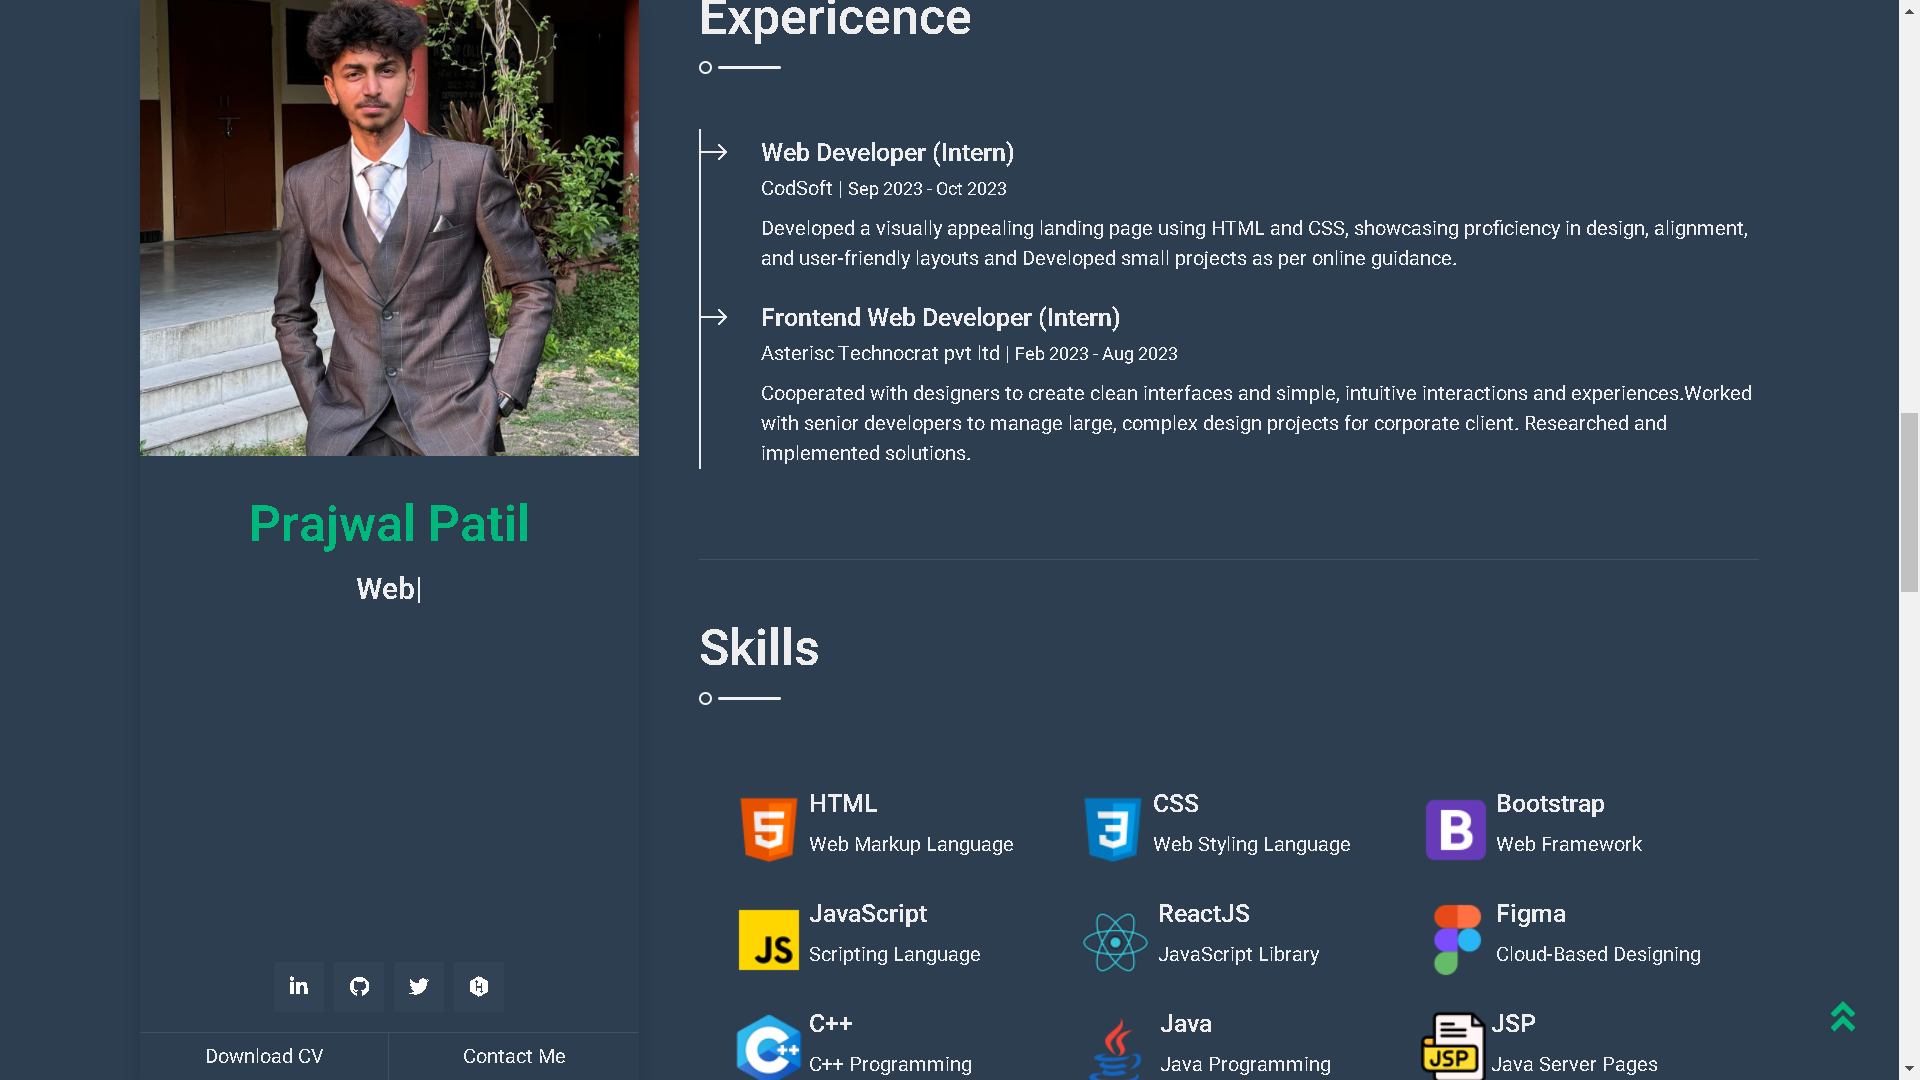 Prajwal Patil
Web|
Download CV
Contact Me
Expericence
Web Developer (Intern)
CodSoft | Sep 2023 - Oct 2023
Developed a visually appealing landing page using HTML and CSS, showcasing proficiency in design, alignment,
and user-friendly layouts and Developed small projects as per online guidance.
Frontend Web Developer (Intern)
Asterisc Technocrat pvt ltd | Feb 2023 - Aug 2023
Cooperated with designers to create clean interfaces and simple, intuitive interactions and experiences.Worked
with senior developers to manage large, complex design projects for corporate client. Researched and
implemented solutions.
Skills
HTML
Web Markup Language
CSS
Web Styling Language
B
Bootstrap
Web Framework
JS
JavaScript
Scripting Language
ReactJS
JavaScript Library
Figma
Cloud-Based Designing
C++
C++
C++ Programming
Java
Java Programming
JSP
JSP
Java Server Pages